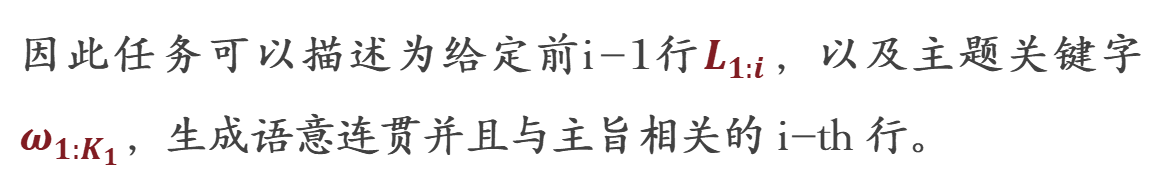 因此任务可以描述为给定前i−1行L₁:ᵢ，以及主题关键字
ω₁:K₁，生成语意连贯并且与主旨相关的 i−th 行。